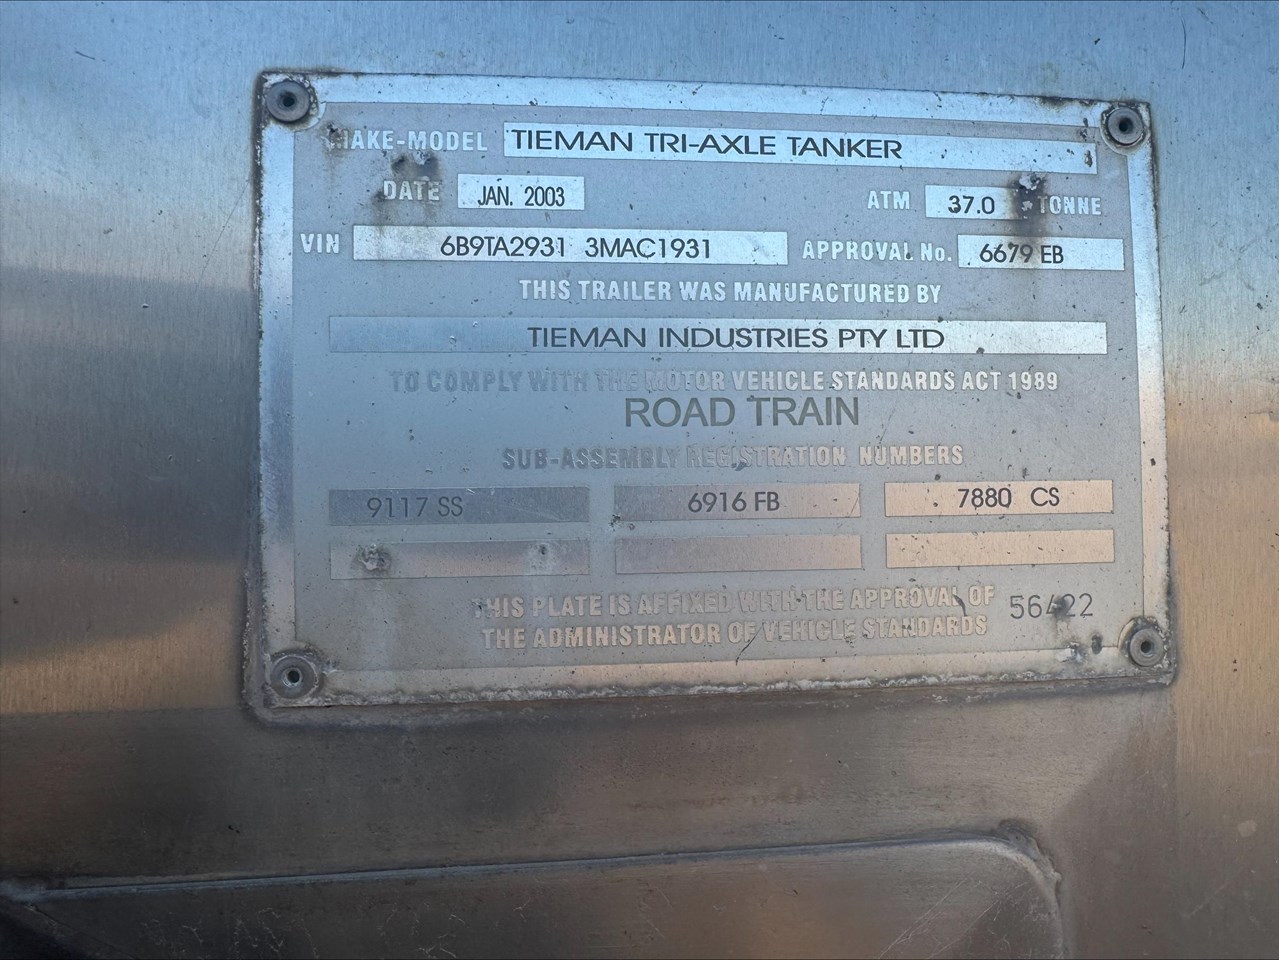 MAKE-MODEL TIEMAN TRI-AXLE TANKER
DATE JAN. 2003 ATM 37.0 TONNE
VIN 6B9TA2931 3MAC1931 APPROVAL No. 6679 EB
THIS TRAILER WAS MANUFACTURED BY
TIEMAN INDUSTRIES PTY LTD
TO COMPLY WITH THE MOTOR VEHICLE STANDARDS ACT 1989
ROAD TRAIN
SUB-ASSEMBLY REGISTRATION NUMBERS
9117 SS 6916 FB 7880 CS
THIS PLATE IS AFFIXED WITH THE APPROVAL OF 56422
THE ADMINISTRATOR OF VEHICLE STANDARDS